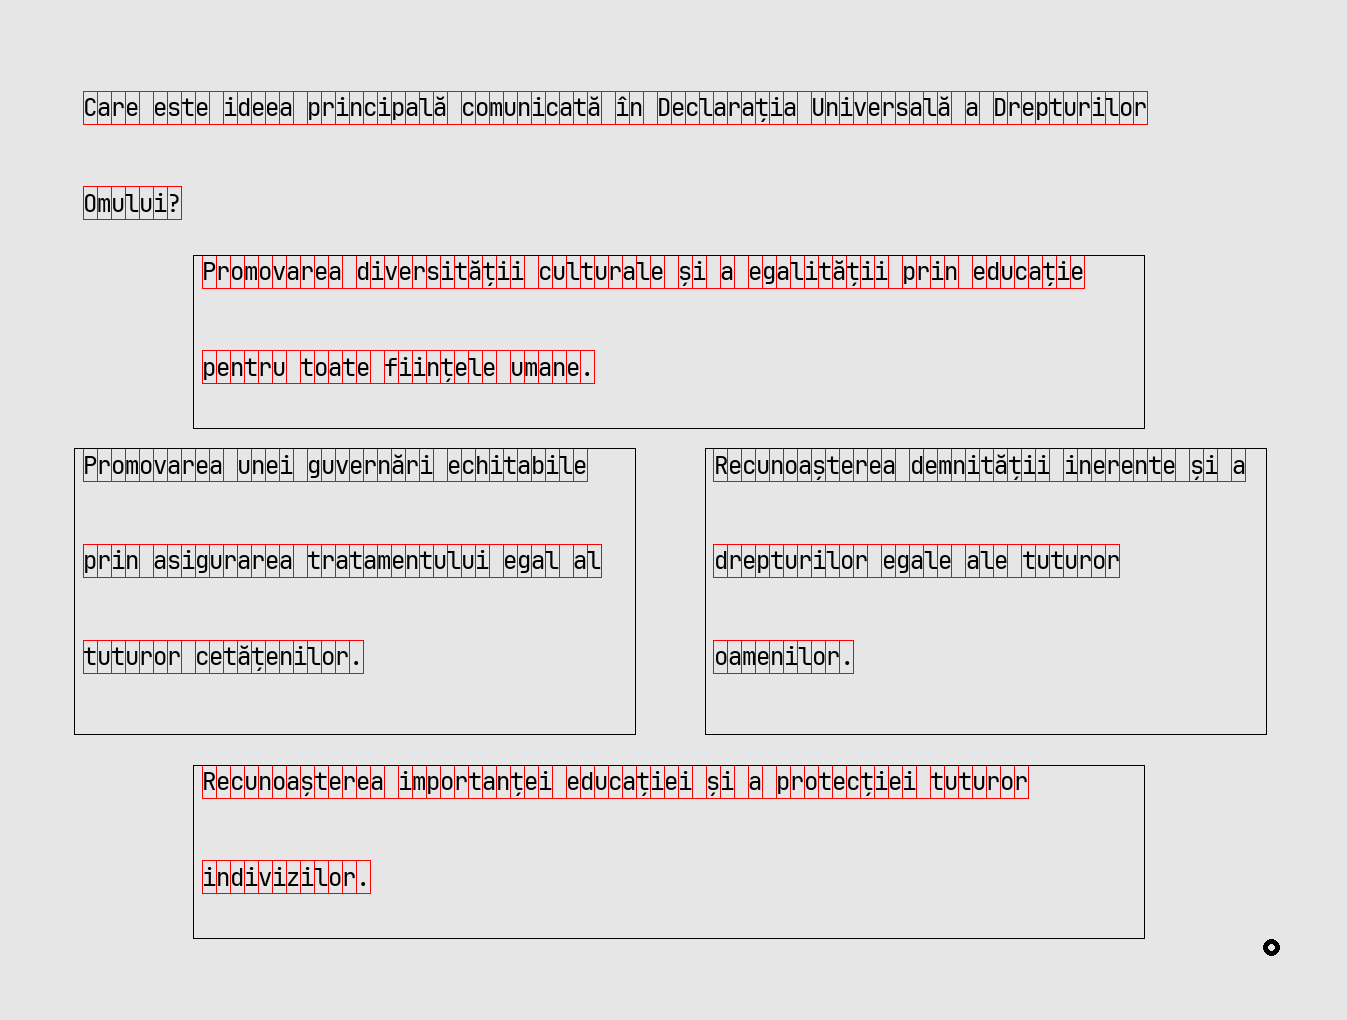 Care este ideea principală comunicată în Declarația Universală a Drepturilor
Omului?
Promovarea diversității culturale și a egalității prin educație
pentru toate ființele umane.
Promovarea unei guvernări echitabile
prin asigurarea tratamentului egal al
tuturor cetățenilor.
Recunoașterea demnității inerente și a
drepturilor egale ale tuturor
oamenilor.
Recunoașterea importanței educației și a protecției tuturor
indivizilor.